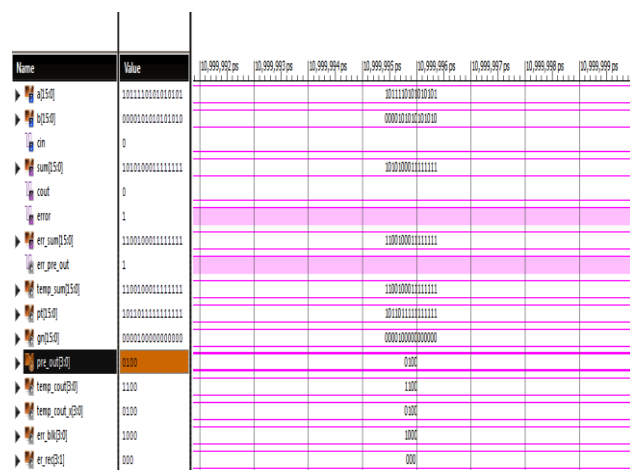 Name Value 10,999,992 ps 10,999,993 ps 10,999,994 ps 10,999,995 ps 10,999,996 ps 10,999,997 ps 10,999,998 ps 10,999,999 ps
a[15:0] 1011110101010101 1011110101010101
b[15:0] 0000101010101010 0000101010101010
cin 0
sum[15:0] 1010100011111111 1010100011111111
cout 0
error 1
err_sum[15:0] 1100100011111111 1100100011111111
err_pre_out 1
temp_sum[15:0] 1100100011111111 1100100011111111
pt[15:0] 1011011111111111 1011011111111111
gn[15:0] 0000100000000000 0000100000000000
pre_out[3:0] 0100 0100
temp_cout[3:0] 1100 1100
temp_cout_x[3:0] 0100 0100
err_blk[3:0] 1000 1000
er_rec[3:1] 000 000